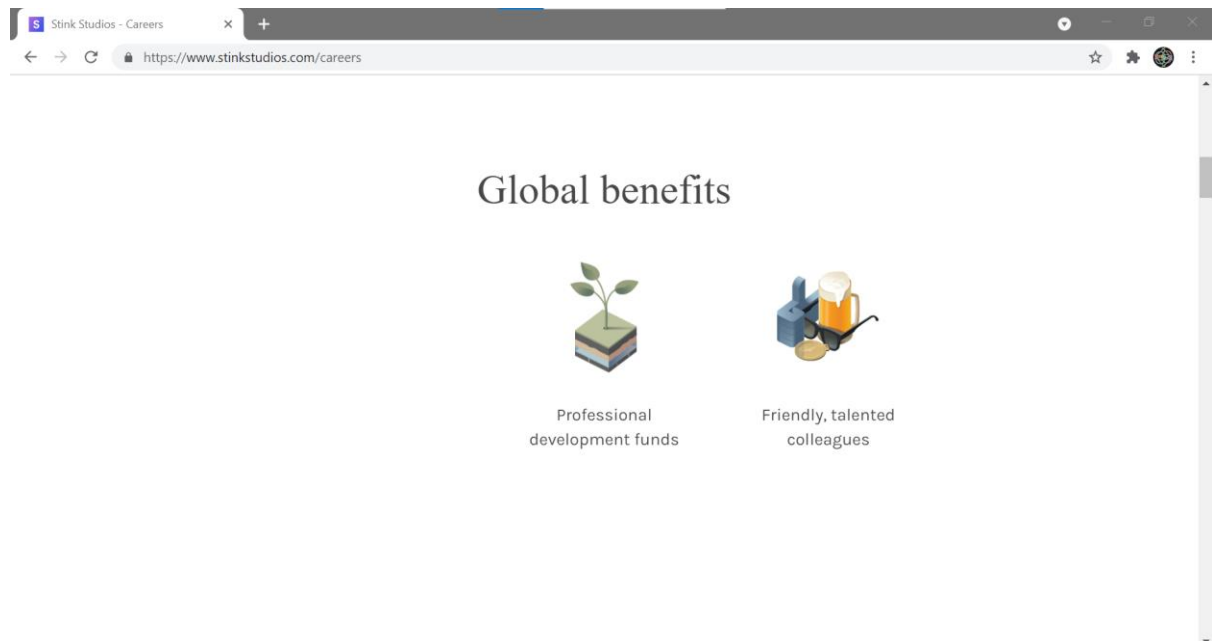 S Stink Studios - Careers
https://www.stinkstudios.com/careers
Global benefits
Professional
development funds
Friendly, talented
colleagues